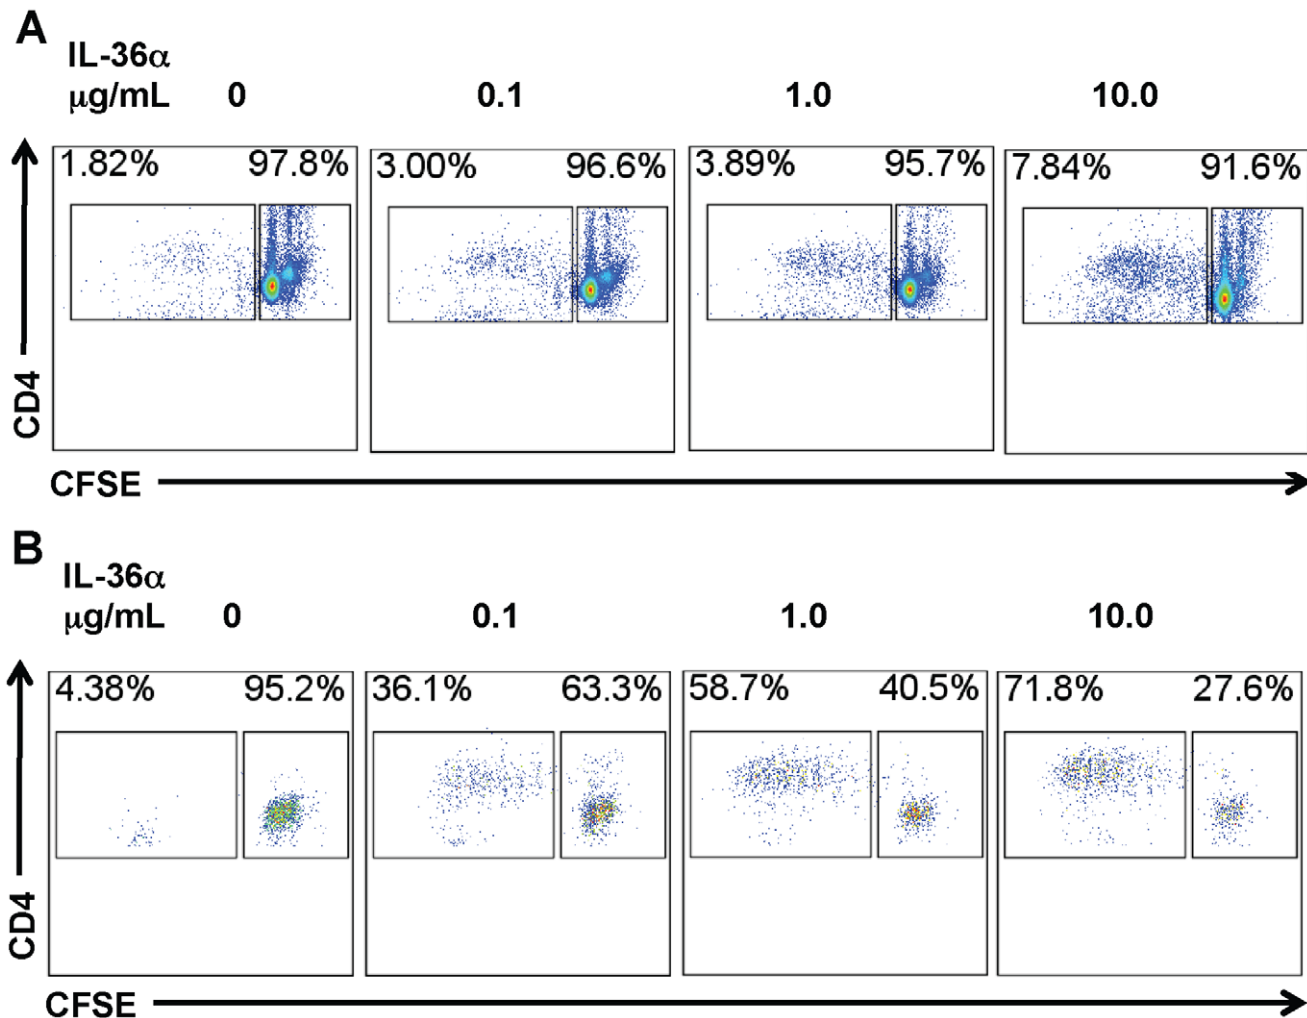 A
IL-36α
μg/mL 0 0.1 1.0 10.0
1.82% 97.8% 3.00% 96.6% 3.89% 95.7% 7.84% 91.6%
CD4
CFSE
B
IL-36α
μg/mL 0 0.1 1.0 10.0
4.38% 95.2% 36.1% 63.3% 58.7% 40.5% 71.8% 27.6%
CD4
CFSE